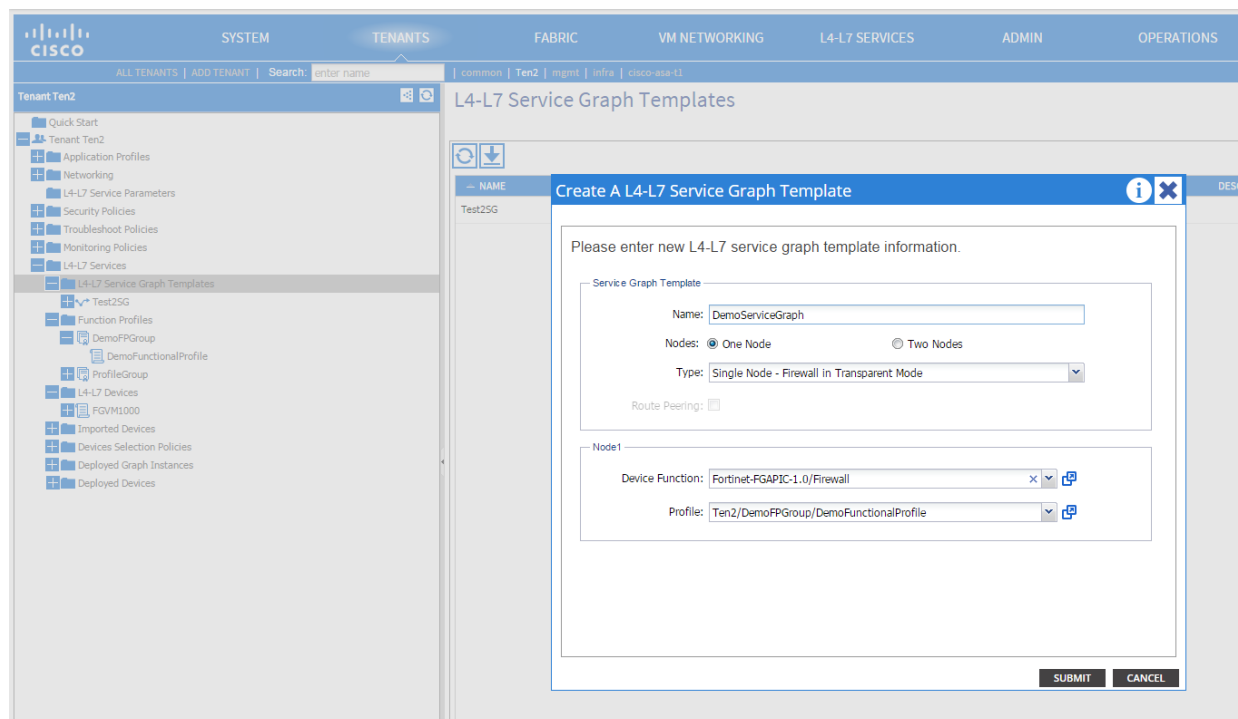 CISCO
SYSTEM TENANTS FABRIC VM NETWORKING L4-L7 SERVICES ADMIN OPERATIONS
ALL TENANTS | ADD TENANT | Search: enter name | common | Ten2 | mgmt | infra | cisco-asa-t1
Tenant Ten2
Quick Start
Tenant Ten2
Application Profiles
Networking
L4-L7 Service Parameters
Security Policies
Troubleshoot Policies
Monitoring Policies
L4-L7 Services
L4-L7 Service Graph Templates
Test2SG
Function Profiles
DemoFPGroup
DemoFunctionalProfile
ProfileGroup
L4-L7 Devices
FGVM1000
Imported Devices
Devices Selection Policies
Deployed Graph Instances
Deployed Devices
L4-L7 Service Graph Templates
NAME
Test2SG
Create A L4-L7 Service Graph Template
Please enter new L4-L7 service graph template information.
Service Graph Template
Name: DemoServiceGraph
Nodes: One Node Two Nodes
Type: Single Node - Firewall in Transparent Mode
Route Peering:
Node1
Device Function: Fortinet-FGAPIC-1.0/Firewall
Profile: Ten2/DemoFPGroup/DemoFunctionalProfile
SUBMIT CANCEL